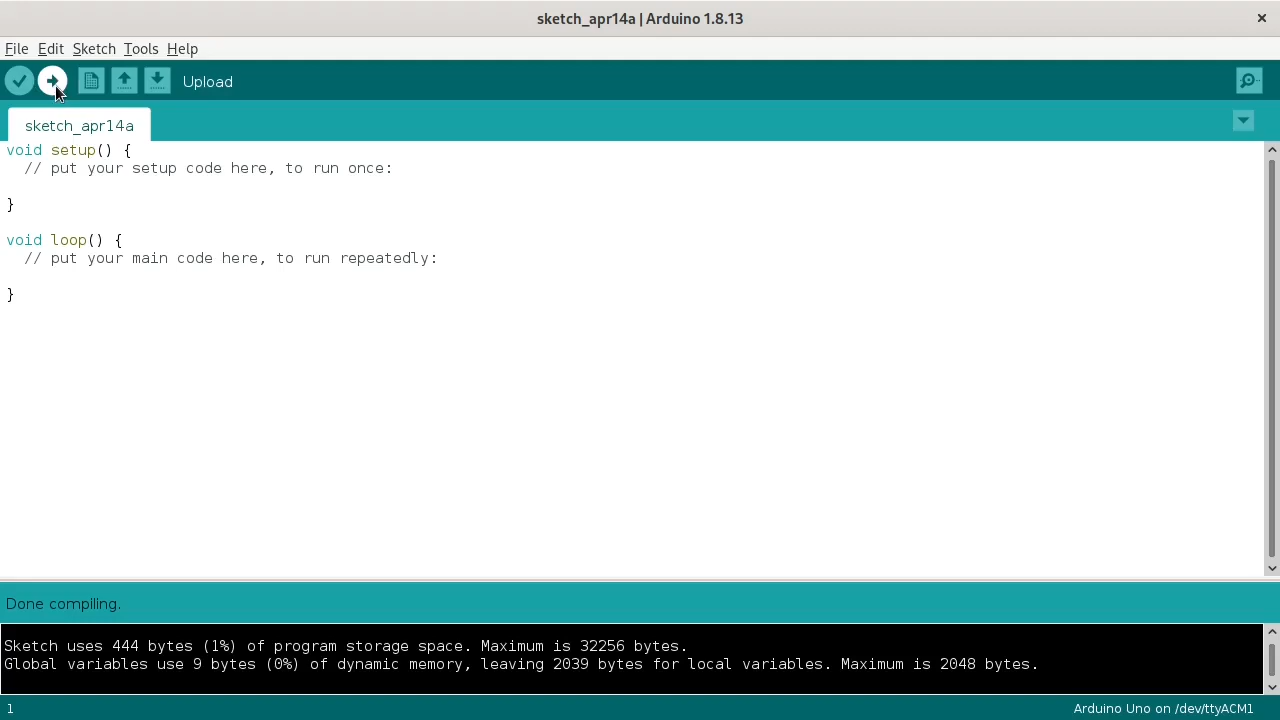 sketch_apr14a | Arduino 1.8.13
File Edit Sketch Tools Help
Upload
sketch_apr14a
void setup() {
  // put your setup code here, to run once:
}
void loop() {
  // put your main code here, to run repeatedly:
}
Done compiling.
Sketch uses 444 bytes (1%) of program storage space. Maximum is 32256 bytes.
Global variables use 9 bytes (0%) of dynamic memory, leaving 2039 bytes for local variables. Maximum is 2048 bytes.
1 Arduino Uno on /dev/ttyACM1